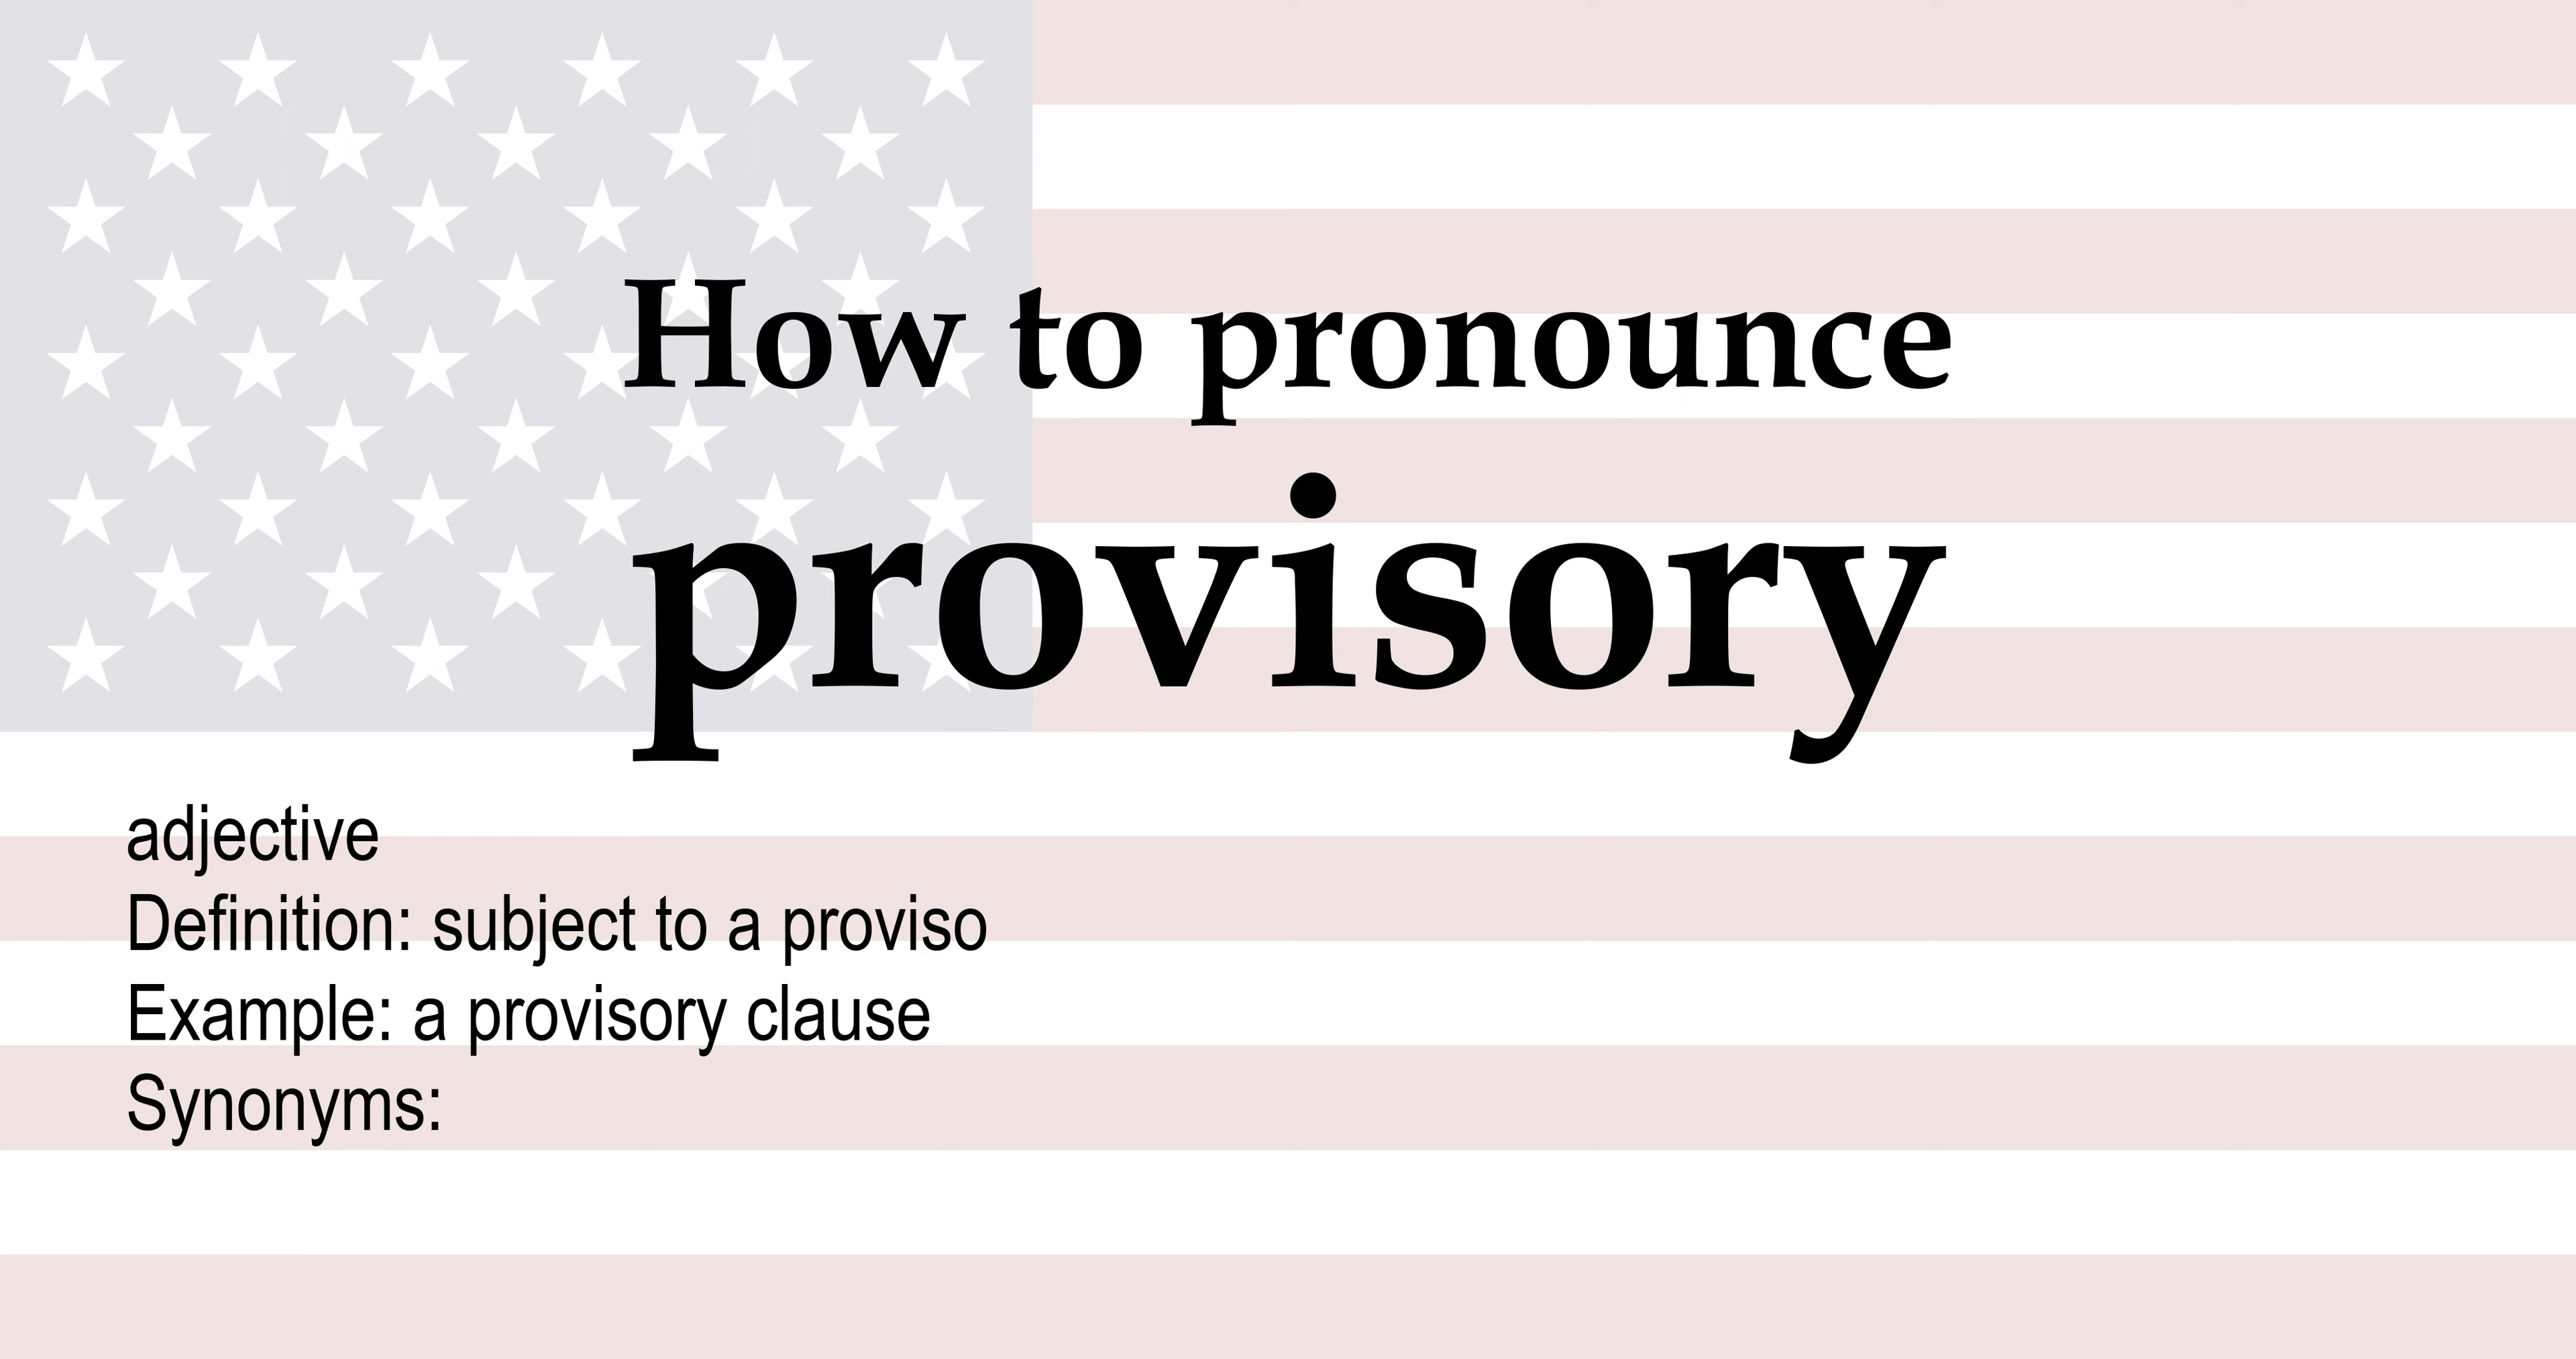 How to pronounce
provisory
adjective
Definition: subject to a proviso
Example: a provisory clause
Synonyms: